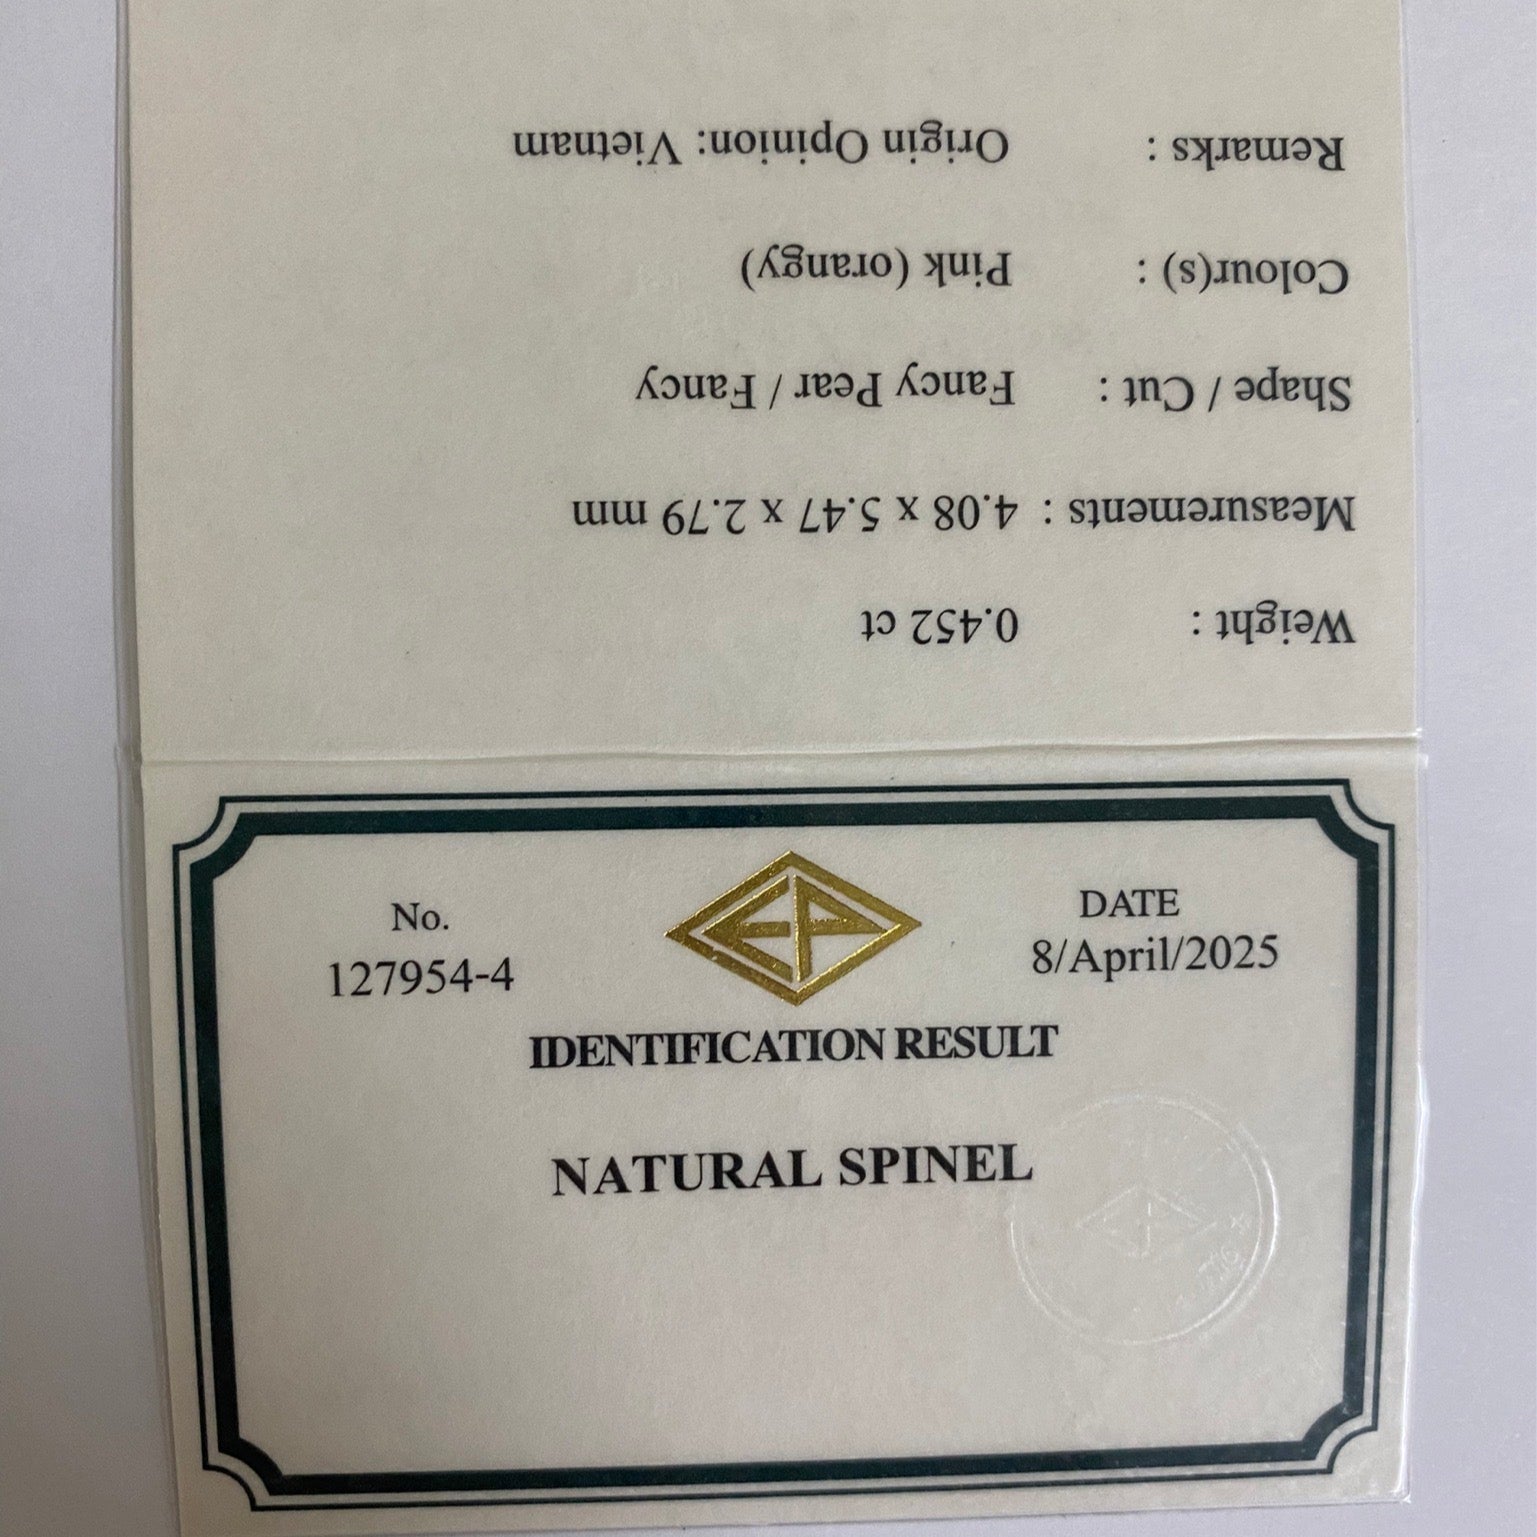 No.
127954-4
EP
DATE
8/April/2025
IDENTIFICATION RESULT
NATURAL SPINEL
Weight : 0.452 ct
Measurements : 4.08 x 5.47 x 2.79 mm
Shape / Cut : Fancy Pear / Fancy
Colour(s) : Pink (orangy)
Remarks : Origin Opinion: Vietnam